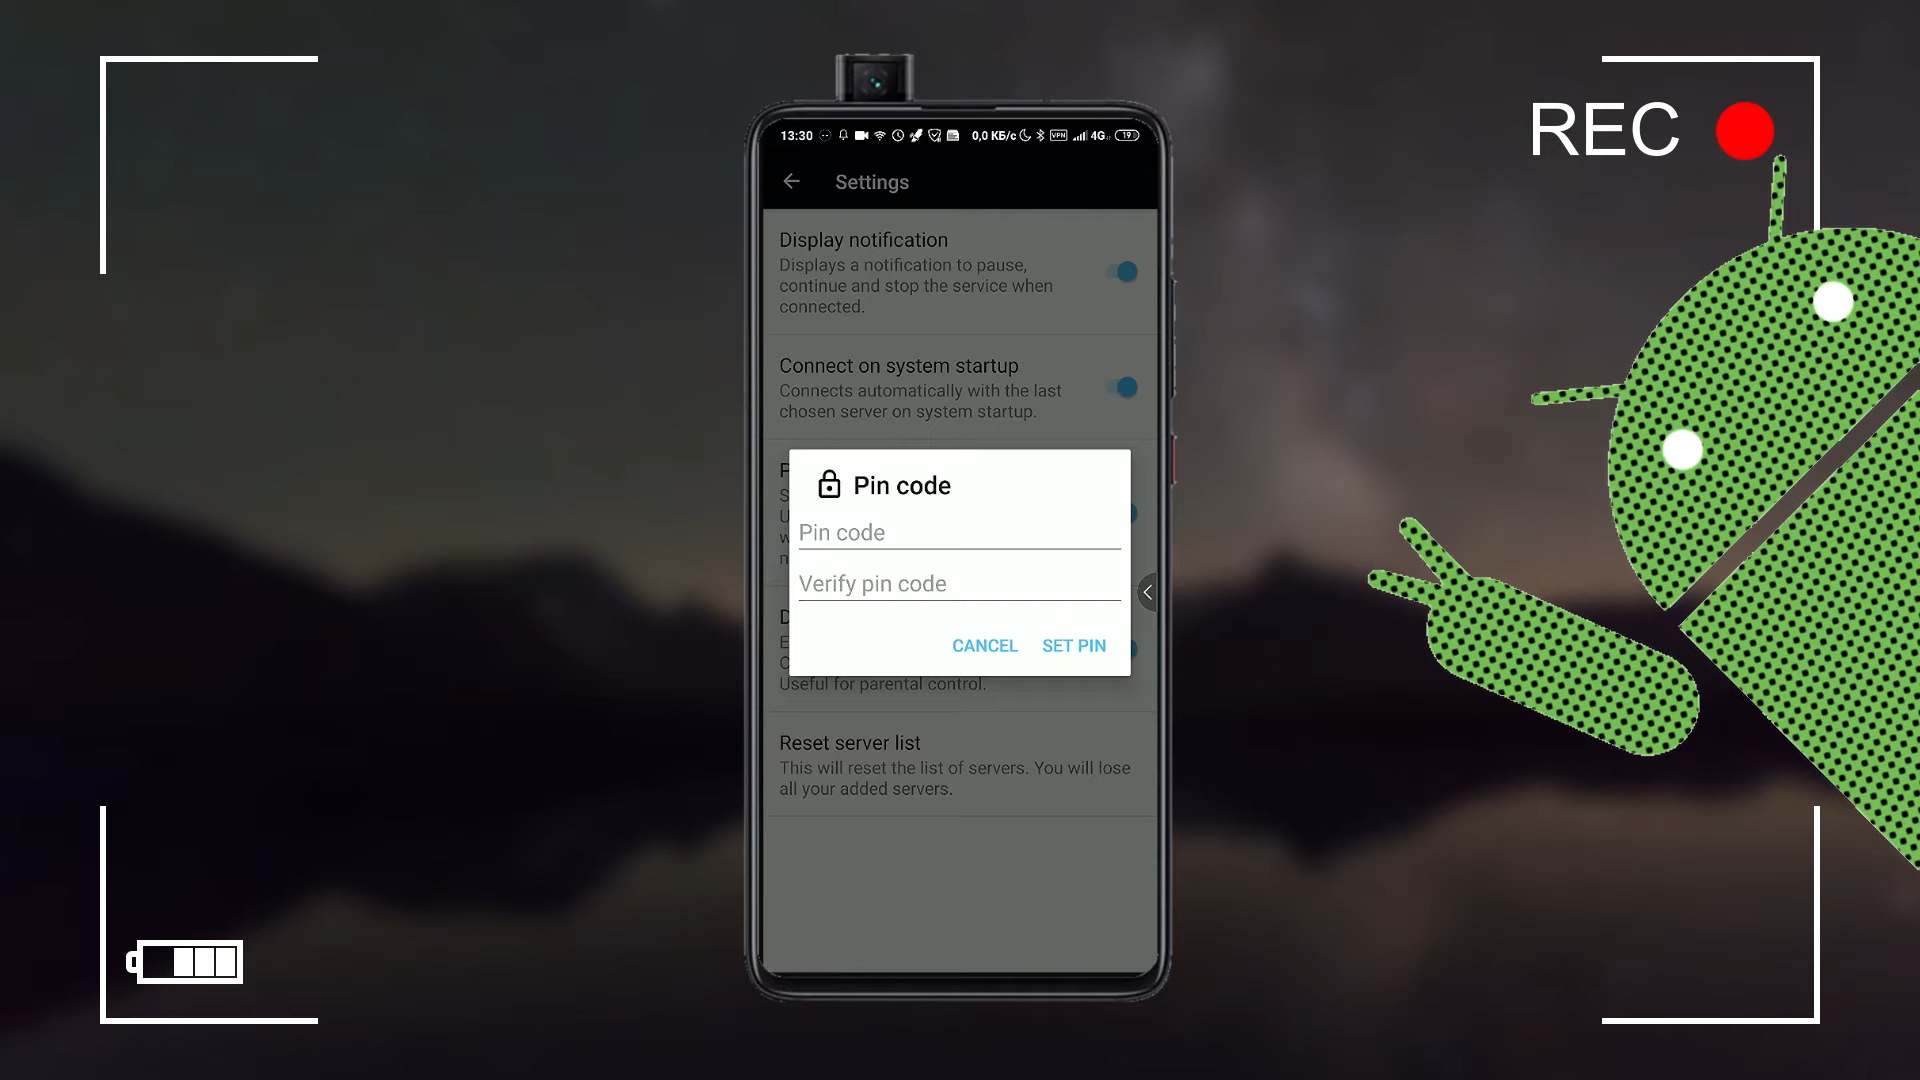 REC
13:30 0,0 КБ/с VPN 4G 19
Settings
Display notification
Displays a notification to pause,
continue and stop the service when
connected.
Connect on system startup
Connects automatically with the last
chosen server on system startup.
P
S
U
w
n
Pin code
Pin code
Verify pin code
CANCEL SET PIN
D
E
C
Useful for parental control.
Reset server list
This will reset the list of servers. You will lose
all your added servers.